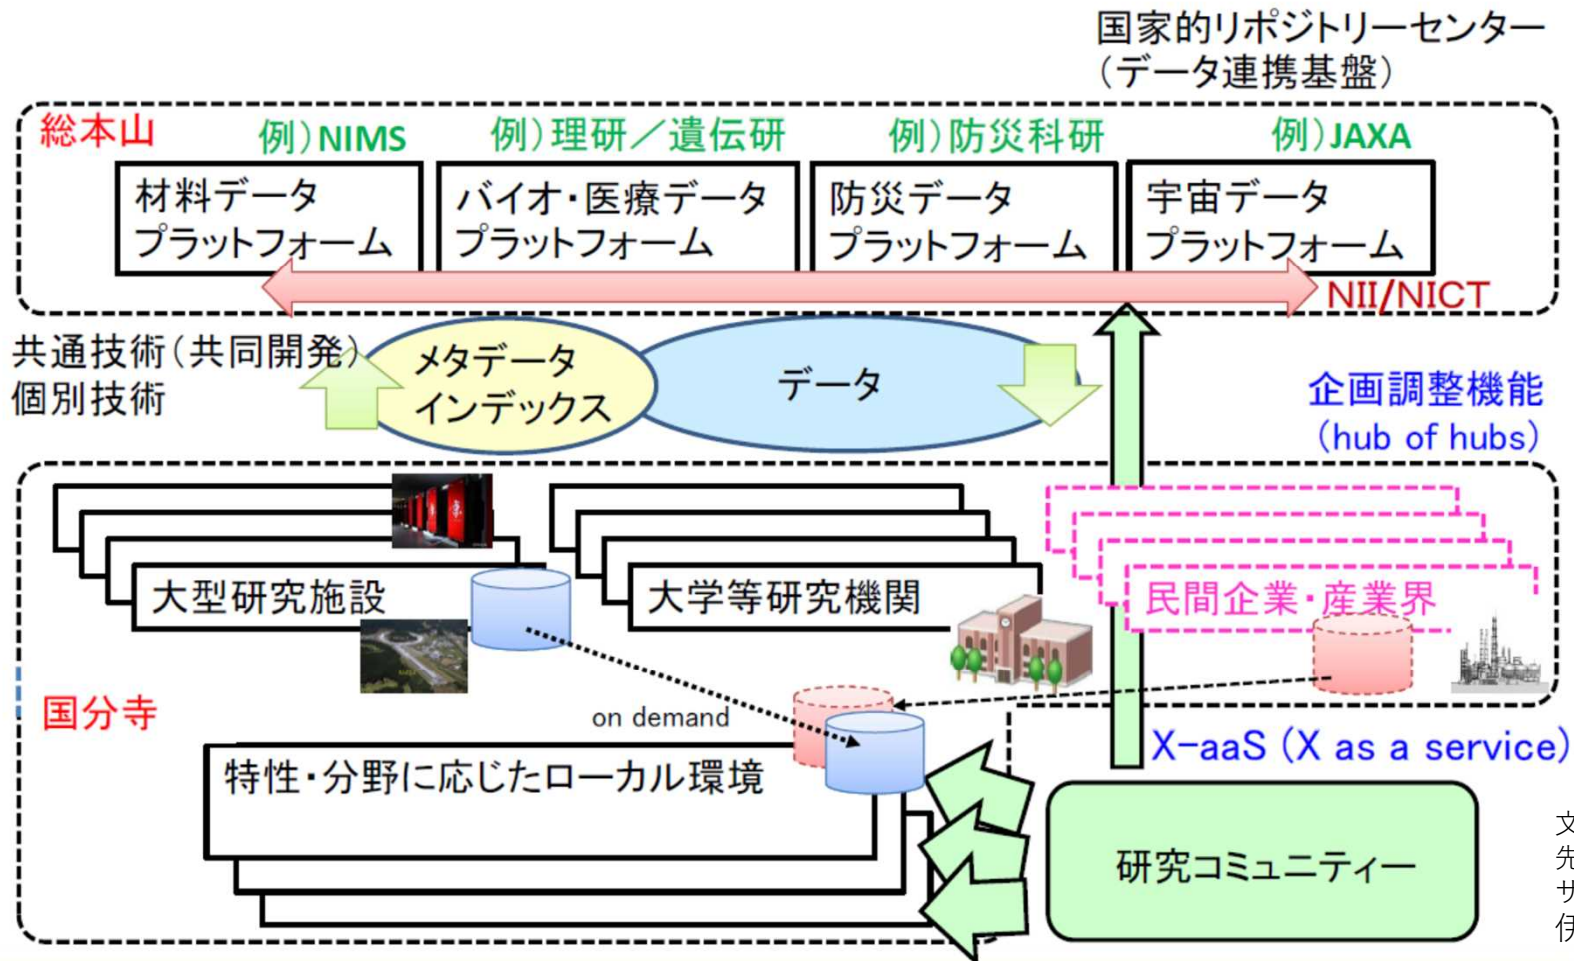 国家的リポジトリーセンター
（データ連携基盤）
総本山
例）NIMS
例）理研／遺伝研
例）防災科研
例）JAXA
材料データ
プラットフォーム
バイオ・医療データ
プラットフォーム
防災データ
プラットフォーム
宇宙データ
プラットフォーム
NII/NICT
共通技術（共同開発）
個別技術
メタデータ
インデックス
データ
企画調整機能
（hub of hubs）
大型研究施設
大学等研究機関
民間企業・産業界
国分寺
on demand
X-aaS (X as a service)
特性・分野に応じたローカル環境
研究コミュニティー
文
先
サ
伊